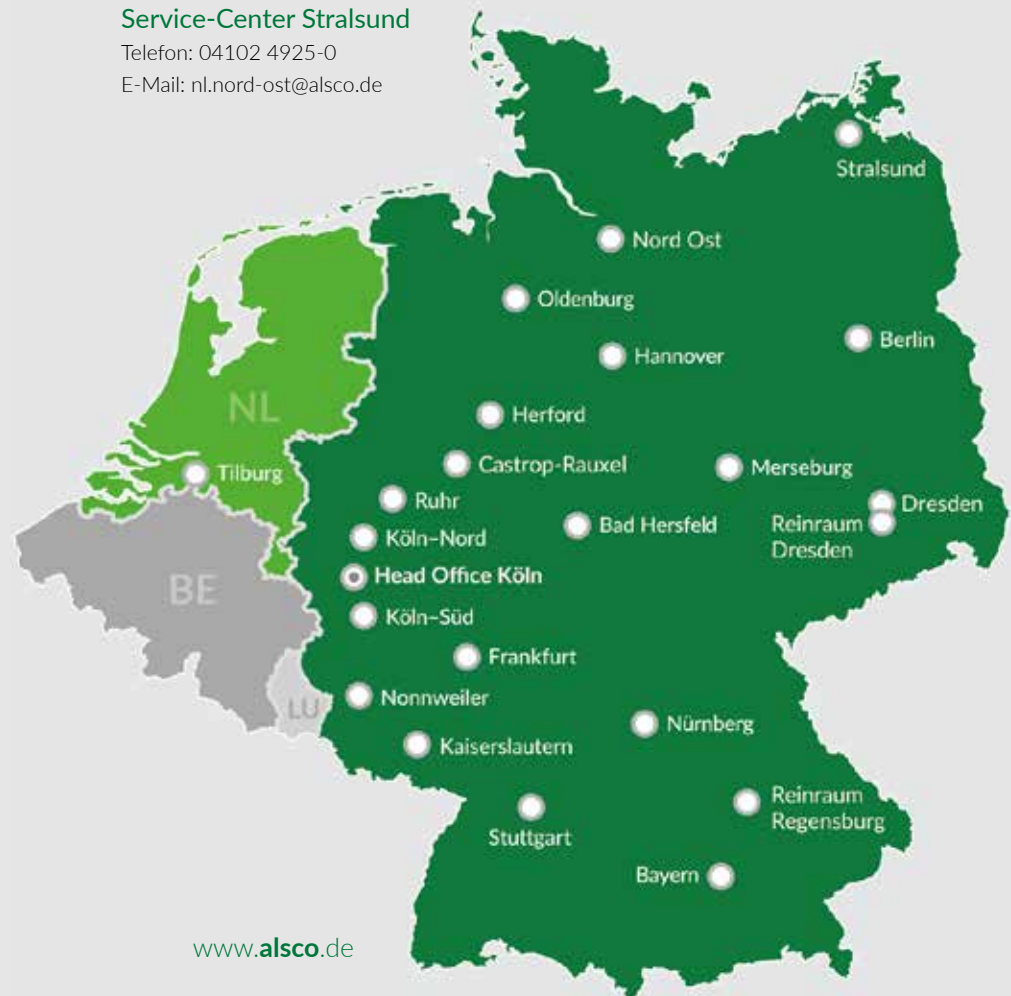 Service-Center Stralsund
Telefon: 04102 4925-0
E-Mail: nl.nord-ost@alsco.de
Stralsund
Nord Ost
Oldenburg
Berlin
Hannover
NL
Herford
Castrop-Rauxel
Merseburg
Tilburg
Ruhr
Dresden
Bad Hersfeld
Reinraum
Dresden
Köln–Nord
Head Office Köln
BE
Köln–Süd
Frankfurt
Nonnweiler
LU
Nürnberg
Kaiserslautern
Reinraum
Regensburg
Stuttgart
Bayern
www.alsco.de